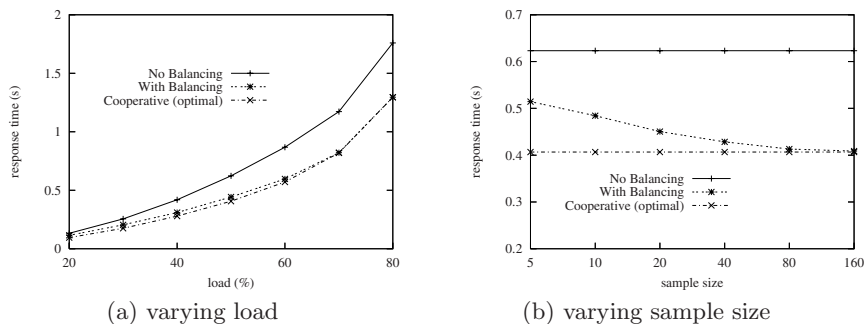 2
1.5
1
0.5
0
20
40
60
80
response time (s)
load (%)
No Balancing
With Balancing
Cooperative (optimal)
(a) varying load
0.7
0.6
0.5
0.4
0.3
0.2
5
10
20
40
80
160
response time (s)
sample size
No Balancing
With Balancing
Cooperative (optimal)
(b) varying sample size